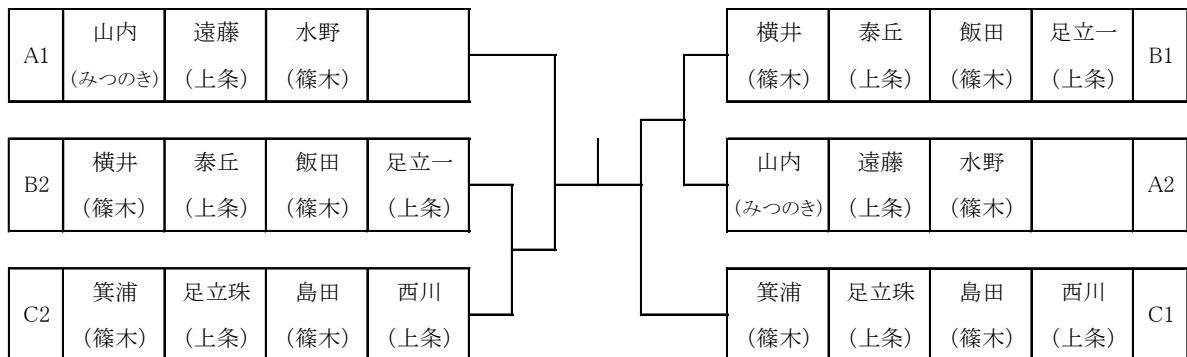 A1 山内 遠藤 水野
(みつのき) (上条) (篠木)
B2 横井 泰丘 飯田 足立一
(篠木) (上条) (篠木) (上条)
C2 箕浦 足立珠 島田 西川
(篠木) (上条) (篠木) (上条)
横井 泰丘 飯田 足立一 B1
(篠木) (上条) (篠木) (上条)
山内 遠藤 水野 A2
(みつのき) (上条) (篠木)
箕浦 足立珠 島田 西川 C1
(篠木) (上条) (篠木) (上条)